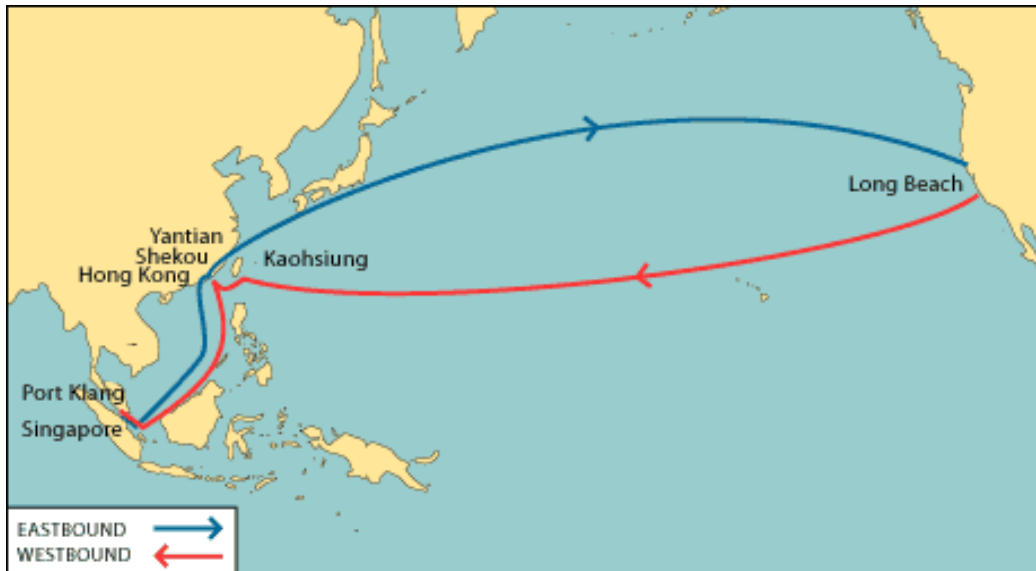 Long Beach
Yantian
Shekou
Hong Kong
Kaohsiung
Port Klang
Singapore
EASTBOUND
WESTBOUND